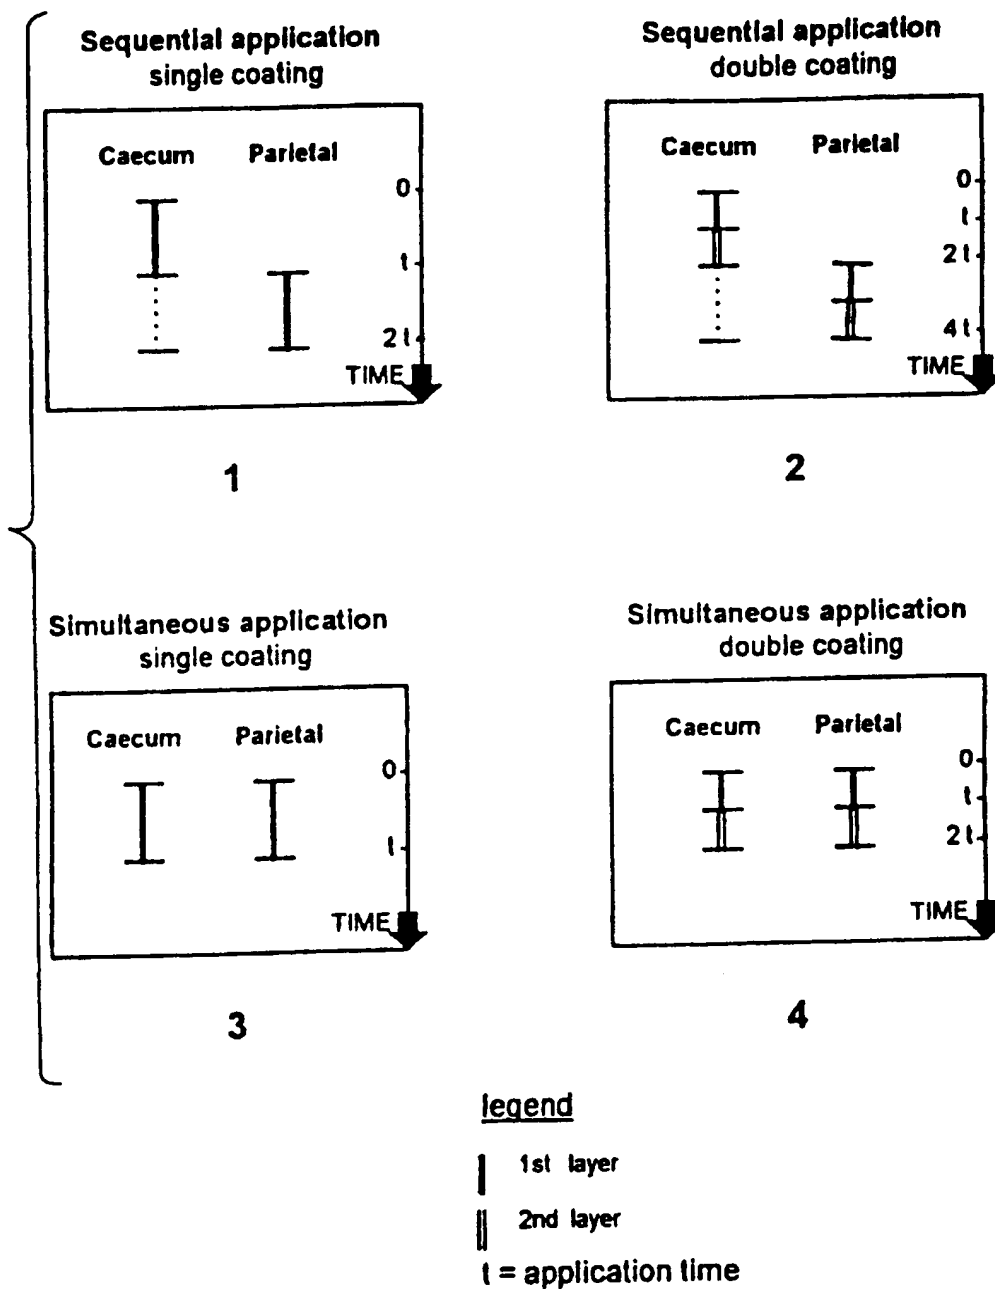 Sequential application
single coating
Caecum Parietal
0
t
2t
TIME
1
Sequential application
double coating
Caecum Parietal
0
t
2t
4t
TIME
2
Simultaneous application
single coating
Caecum Parietal
0
t
TIME
3
Simultaneous application
double coating
Caecum Parietal
0
t
2t
TIME
4
legend
1st layer
2nd layer
t = application time